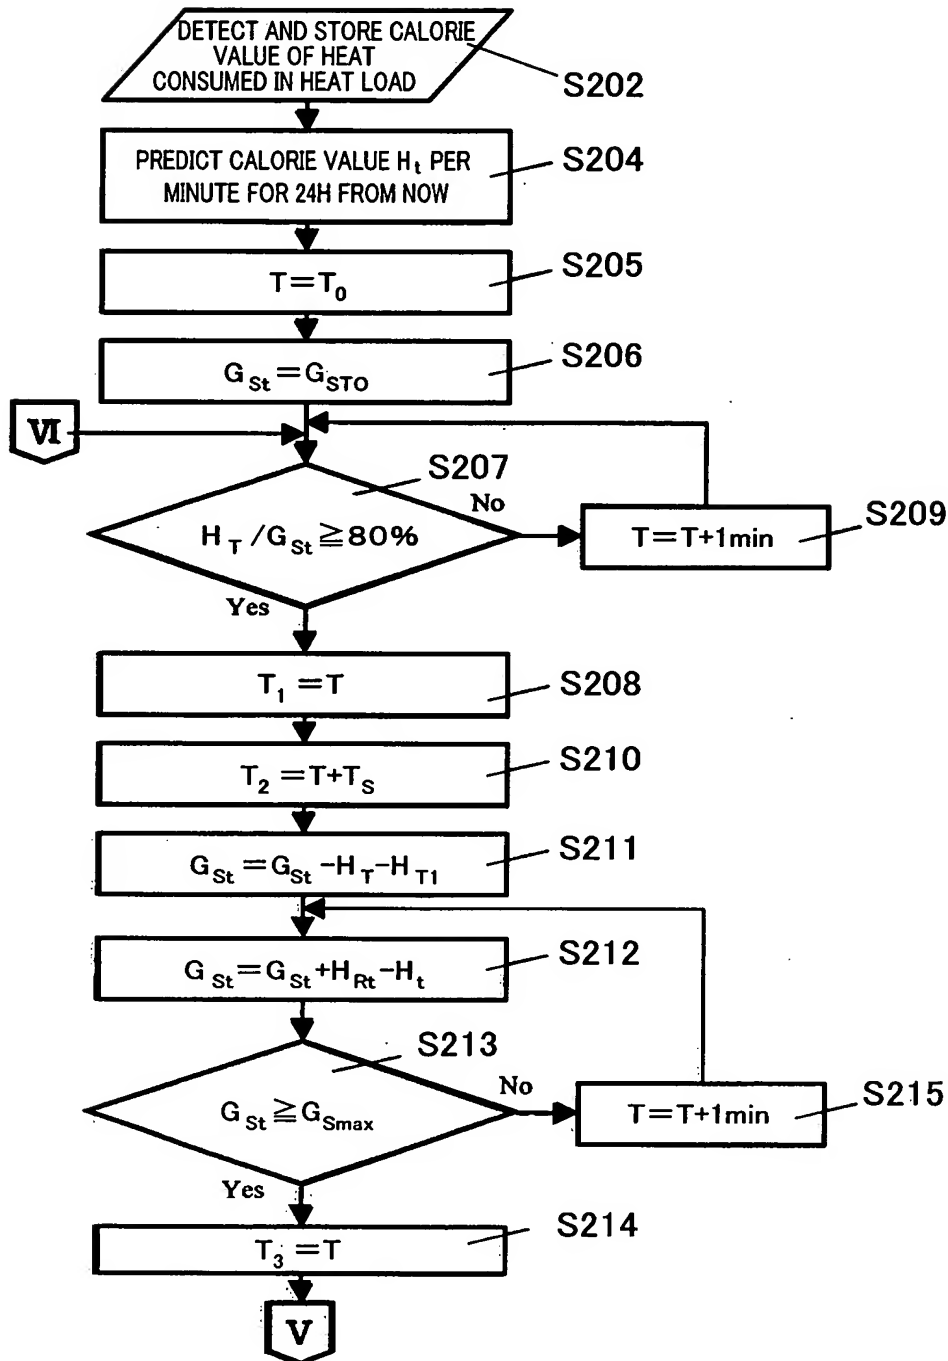 DETECT AND STORE CALORIE
VALUE OF HEAT
CONSUMED IN HEAT LOAD
S202
PREDICT CALORIE VALUE Ht PER
MINUTE FOR 24H FROM NOW
S204
T=T0
S205
GSt=GSTO
S206
VI
S207
HT/GSt≧80%
No
T=T+1min
S209
Yes
T1=T
S208
T2=T+TS
S210
GSt=GSt-HT-HT1
S211
GSt=GSt+HRt-Ht
S212
S213
GSt≧GSmax
No
T=T+1min
S215
Yes
T3=T
S214
V